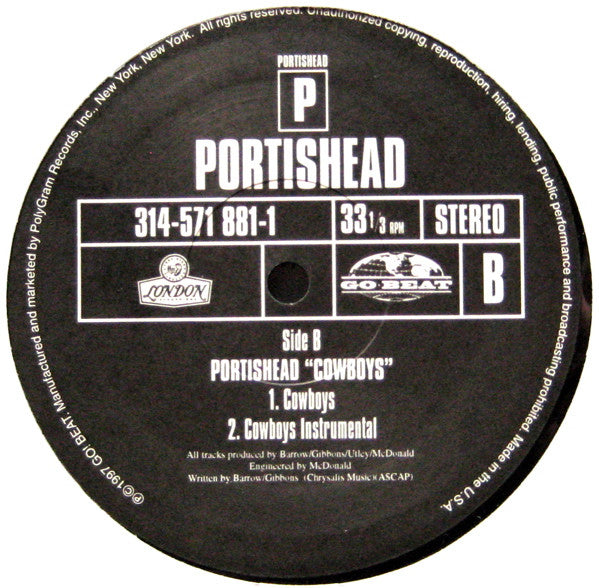 PORTISHEAD
P
PORTISHEAD
314-571 881-1
33 1/3 RPM
STEREO
LONDON
GO BEAT
B
Side B
PORTISHEAD "COWBOYS"
1. Cowboys
2. Cowboys Instrumental
All tracks produced by Barrow/Gibbons/Utley/McDonald
Engineered by McDonald
Written by Barrow/Gibbons (Chrysalis Music)(ASCAP)
℗©1997 GO! BEAT. Manufactured and marketed by PolyGram Records, Inc., New York, New York. All rights reserved. Unauthorized copying, reproduction, hiring, lending, public performance and broadcasting prohibited. Made in the U.S.A.